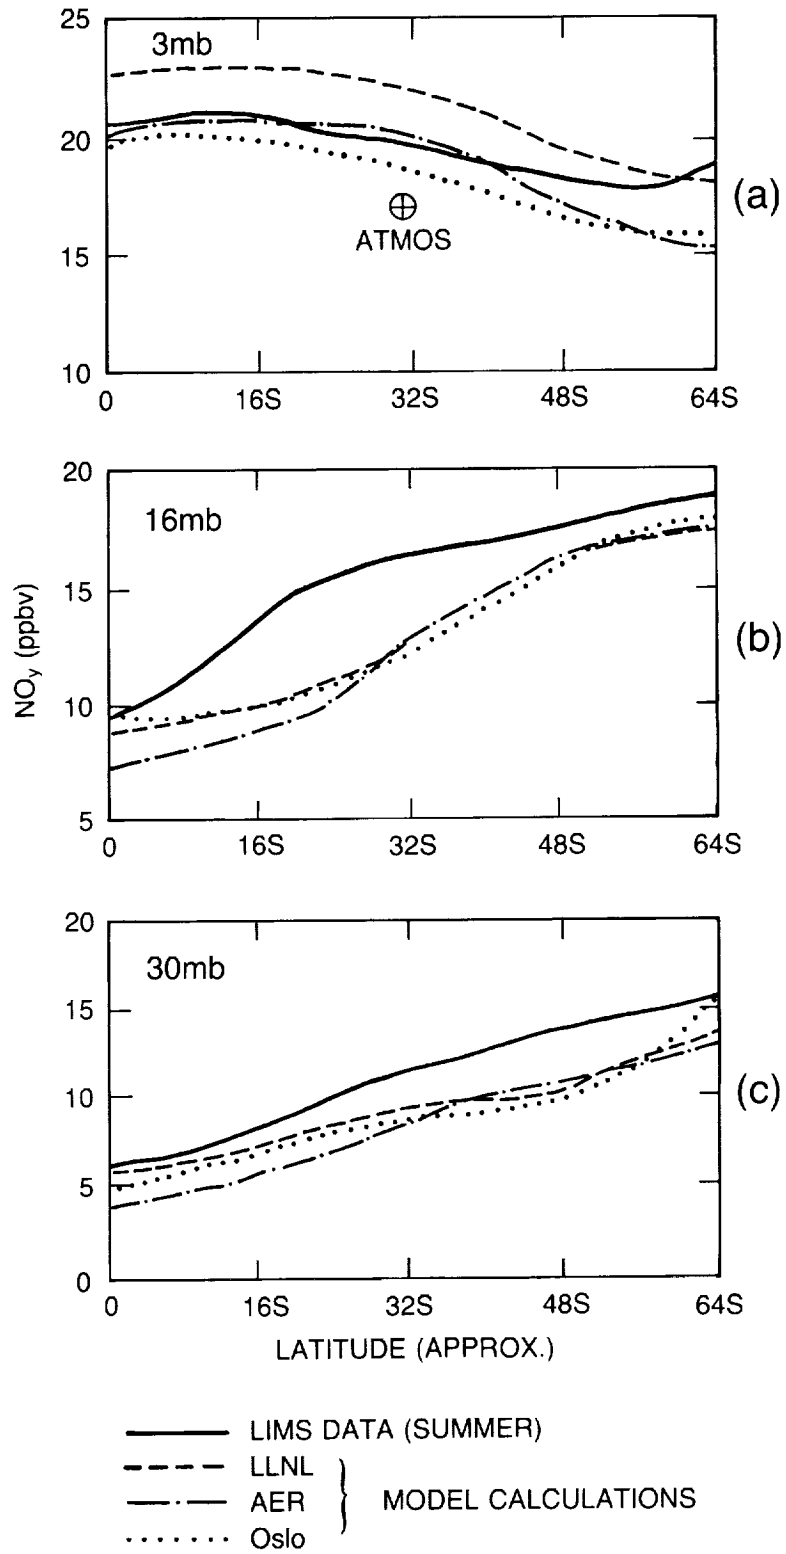 25
3mb
20
15
10
ATMOS
(a)
0 16S 32S 48S 64S
20
16mb
15
10
5
NOy (ppbv)
(b)
0 16S 32S 48S 64S
20
30mb
15
10
5
0
(c)
0 16S 32S 48S 64S
LATITUDE (APPROX.)
LIMS DATA (SUMMER)
LLNL
AER
MODEL CALCULATIONS
Oslo